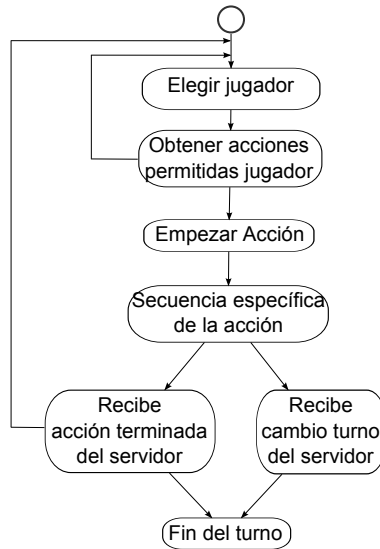 Elegir jugador
Obtener acciones
permitidas jugador
Empezar Acción
Secuencia específica
de la acción
Recibe
acción terminada
del servidor
Recibe
cambio turno
del servidor
Fin del turno